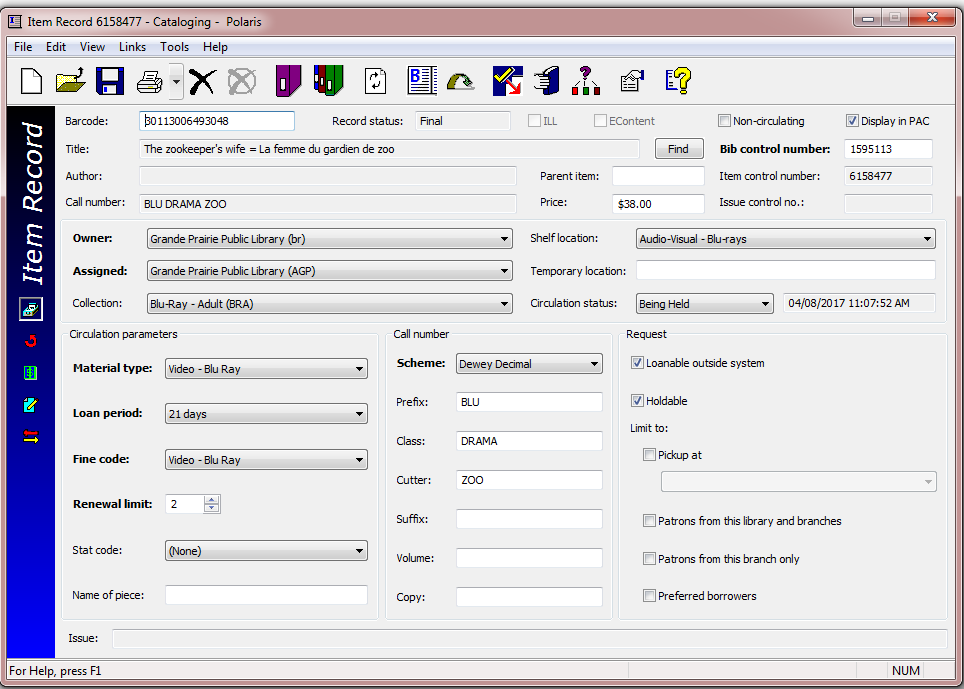 Item Record 6158477 - Cataloging - Polaris
File Edit View Links Tools Help
Item Record
Barcode: 30113006493048 Record status: Final ILL EContent Non-circulating Display in PAC
Title: The zookeeper's wife = La femme du gardien de zoo Find Bib control number: 1595113
Author: Parent item: Item control number: 6158477
Call number: BLU DRAMA ZOO Price: $38.00 Issue control no.:
Owner: Grande Prairie Public Library (br) Shelf location: Audio-Visual - Blu-rays
Assigned: Grande Prairie Public Library (AGP) Temporary location:
Collection: Blu-Ray - Adult (BRA) Circulation status: Being Held 04/08/2017 11:07:52 AM
Circulation parameters Call number Request
Material type: Video - Blu Ray Scheme: Dewey Decimal Loanable outside system
Prefix: BLU Holdable
Loan period: 21 days Limit to:
Class: DRAMA Pickup at
Fine code: Video - Blu Ray
Cutter: ZOO
Renewal limit: 2
Suffix: Patrons from this library and branches
Stat code: (None)
Volume: Patrons from this branch only
Name of piece: Copy: Preferred borrowers
Issue:
For Help, press F1 NUM